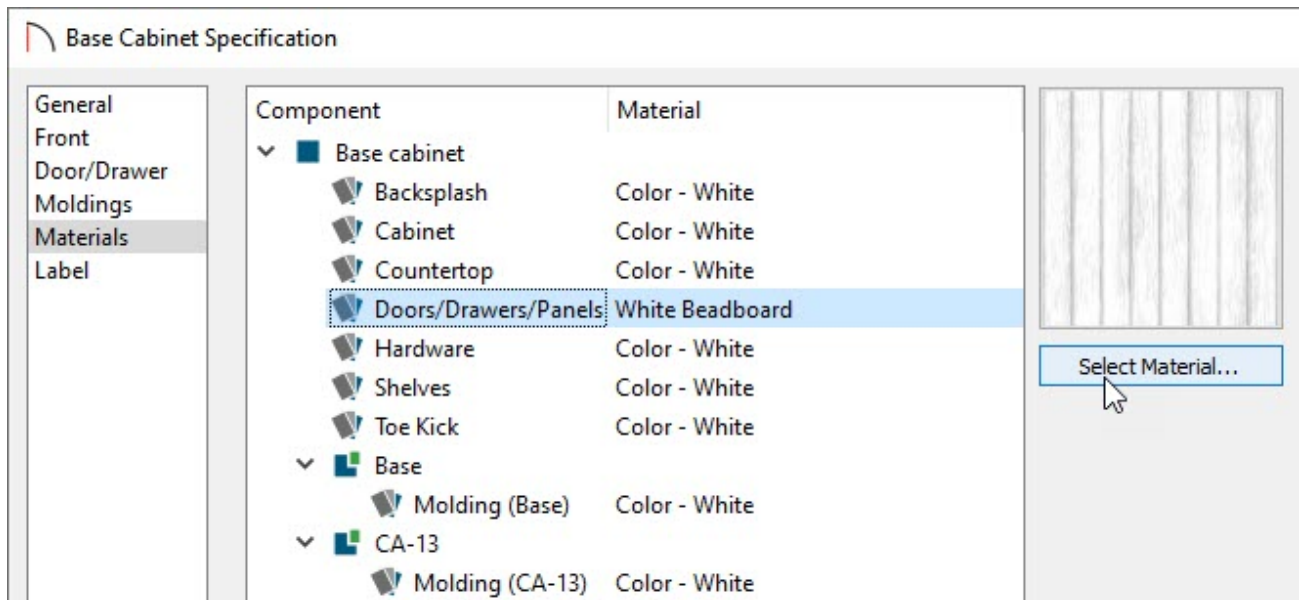 Base Cabinet Specification
General
Front
Door/Drawer
Moldings
Materials
Label
Component Material
Base cabinet
Backsplash Color - White
Cabinet Color - White
Countertop Color - White
Doors/Drawers/Panels White Beadboard
Hardware Color - White
Shelves Color - White
Toe Kick Color - White
Base
Molding (Base) Color - White
CA-13
Molding (CA-13) Color - White
Select Material...